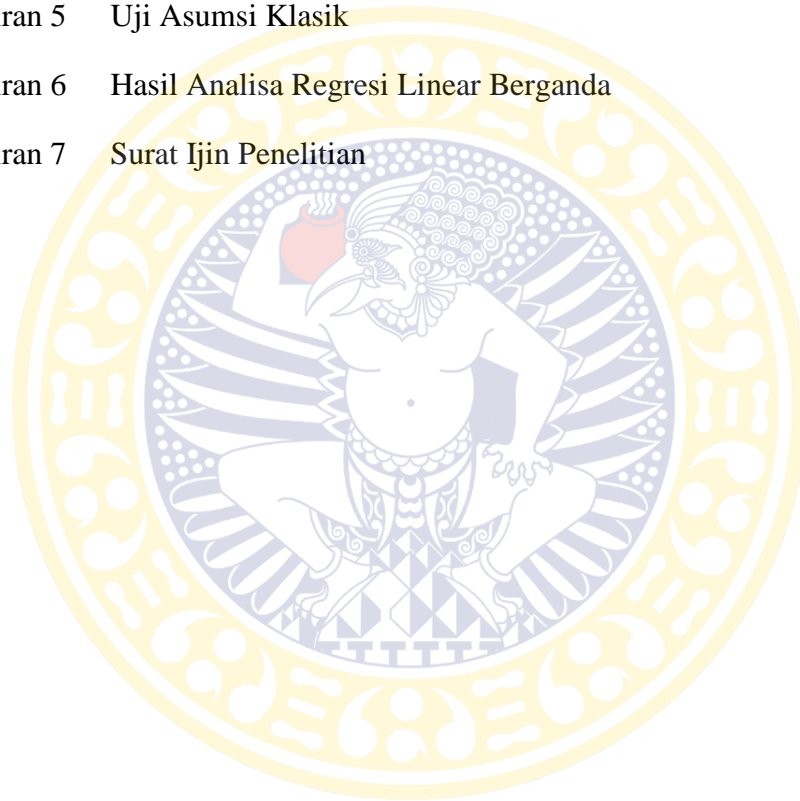 ran 5 Uji Asumsi Klasik
ran 6 Hasil Analisa Regresi Linear Berganda
ran 7 Surat Ijin Penelitian